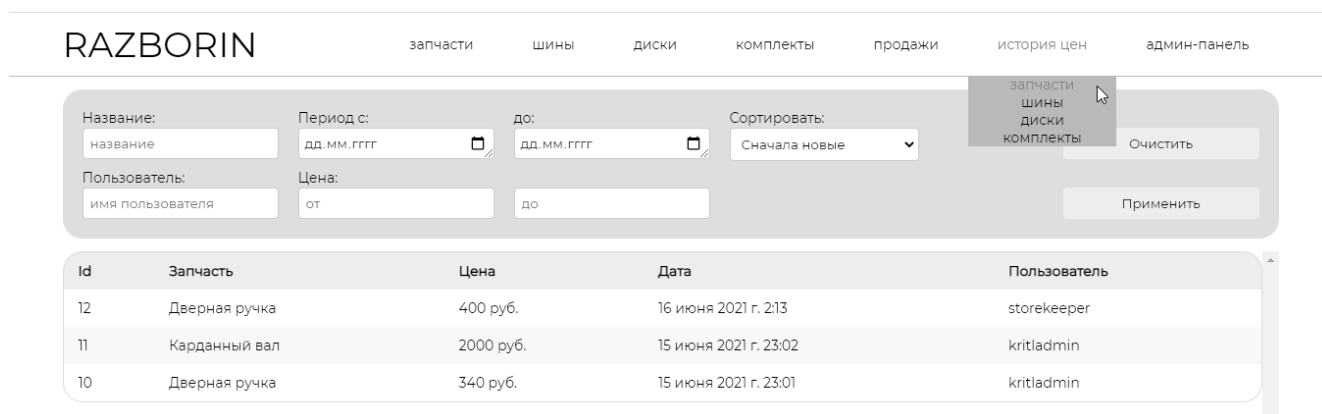 RAZBORIN запчасти шины диски комплекты продажи история цен админ-панель
запчасти
шины
диски
комплекты
Название: Период с: до: Сортировать:
название дд.мм.гггг дд.мм.гггг Сначала новые Очистить
Пользователь: Цена:
имя пользователя от до Применить
Id Запчасть Цена Дата Пользователь
12 Дверная ручка 400 руб. 16 июня 2021 г. 2:13 storekeeper
11 Карданный вал 2000 руб. 15 июня 2021 г. 23:02 kritladmin
10 Дверная ручка 340 руб. 15 июня 2021 г. 23:01 kritladmin